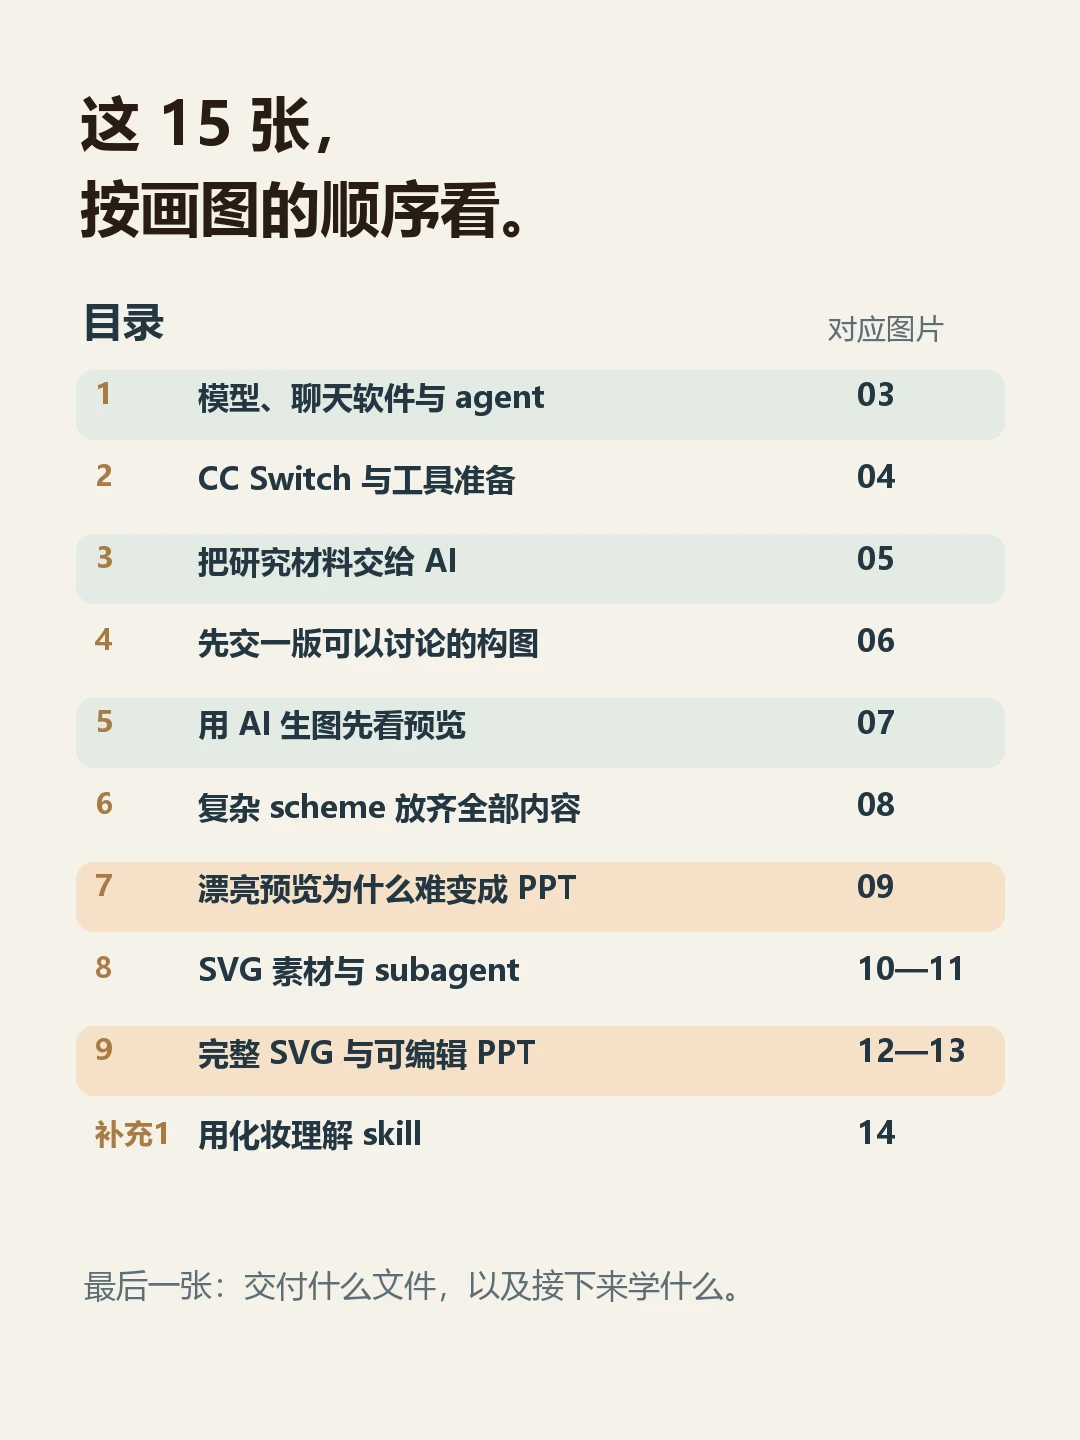 这 15 张，
按画图的顺序看。
目录 对应图片
1 模型、聊天软件与 agent 03
2 CC Switch 与工具准备 04
3 把研究材料交给 AI 05
4 先交一版可以讨论的构图 06
5 用 AI 生图先看预览 07
6 复杂 scheme 放齐全部内容 08
7 漂亮预览为什么难变成 PPT 09
8 SVG 素材与 subagent 10—11
9 完整 SVG 与可编辑 PPT 12—13
补充1 用化妆理解 skill 14
最后一张：交付什么文件，以及接下来学什么。